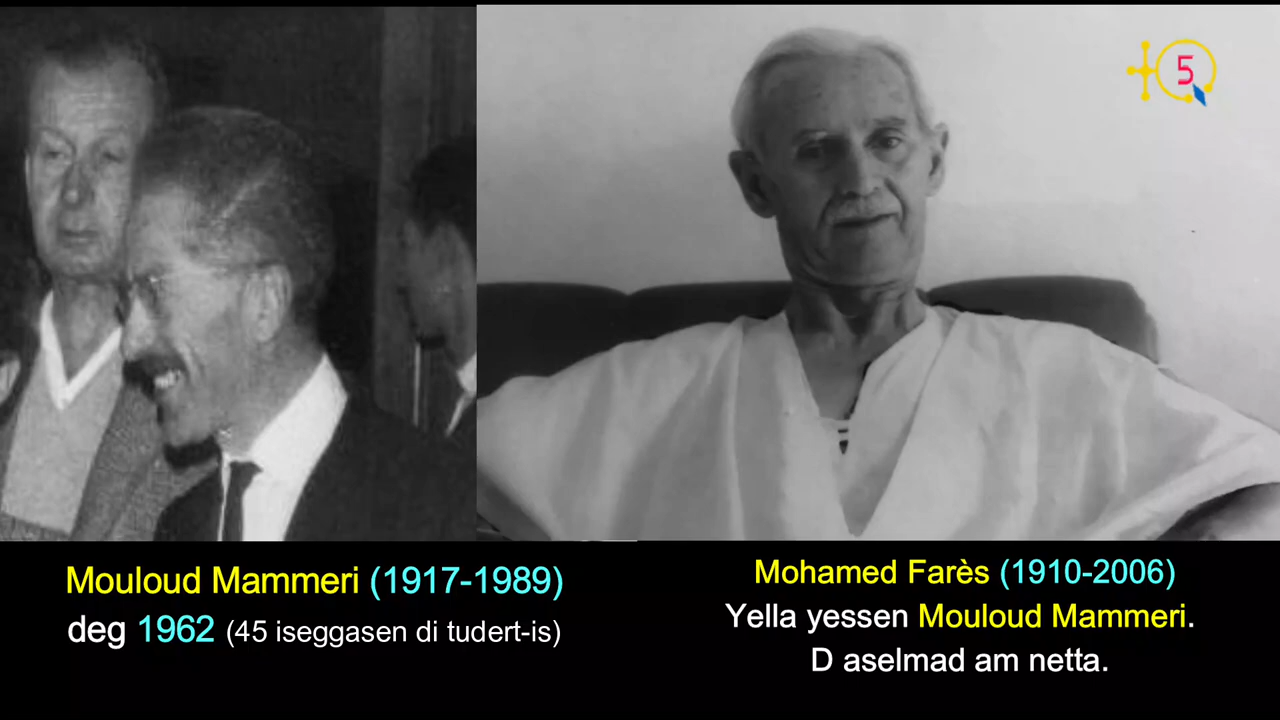 5
Mouloud Mammeri (1917-1989)
deg 1962 (45 iseggasen di tudert-is)
Mohamed Farès (1910-2006)
Yella yessen Mouloud Mammeri.
D aselmad am netta.